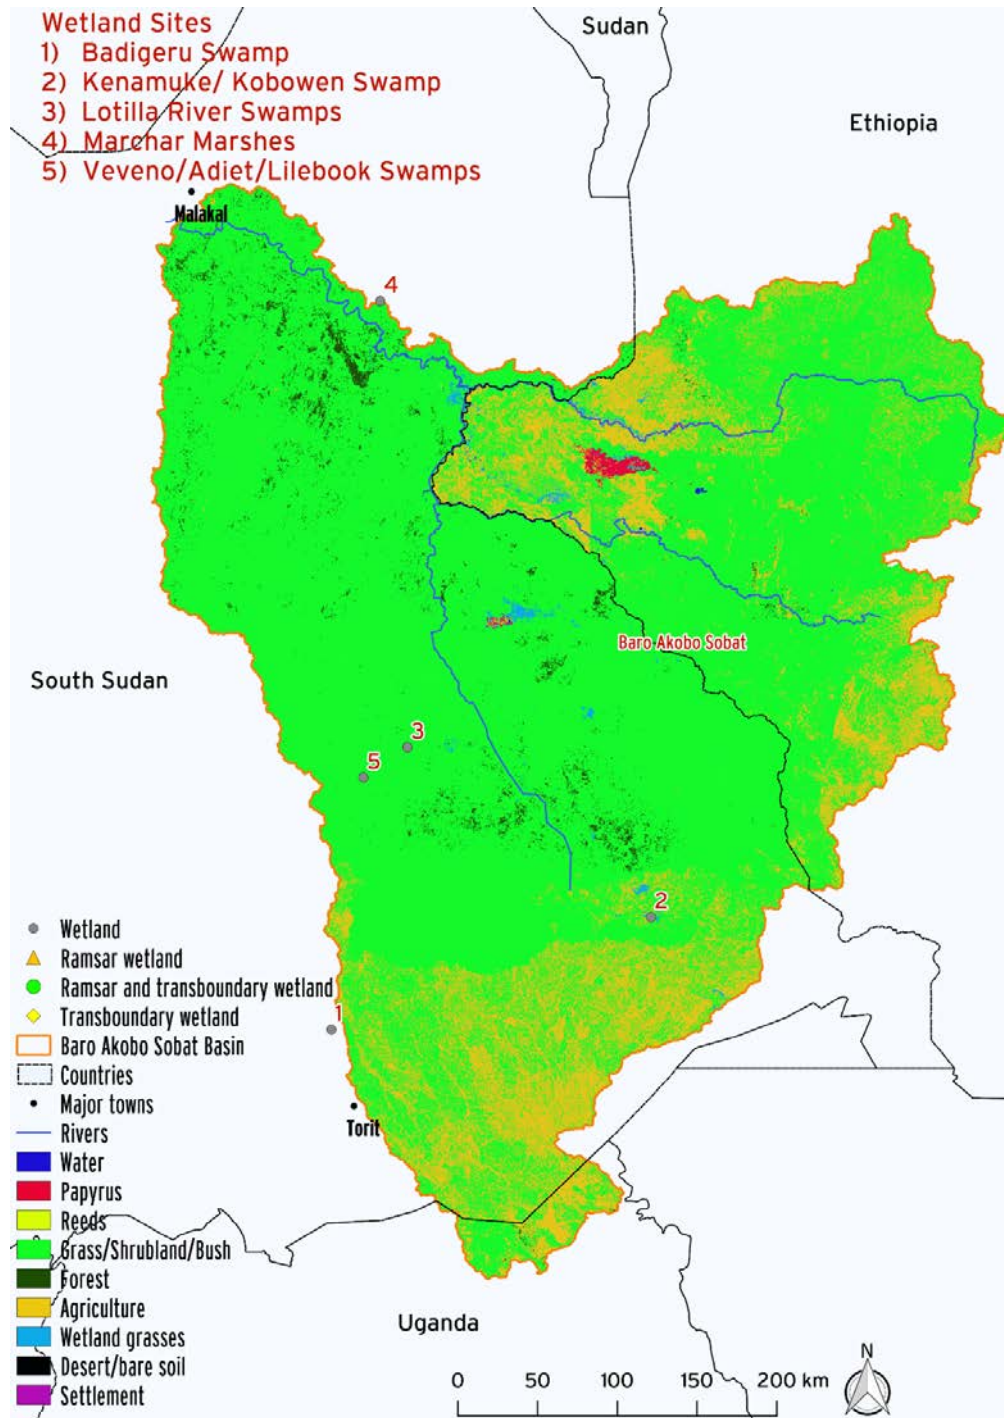 Wetland Sites
1) Badigeru Swamp
2) Kenamuke/ Kobowen Swamp
3) Lotilla River Swamps
4) Marchar Marshes
5) Veveno/Adiet/Lilebook Swamps
Sudan
Ethiopia
Malakal
4
Baro Akobo Sobat
South Sudan
3
5
2
1
Torit
Uganda
Wetland
Ramsar wetland
Ramsar and transboundary wetland
Transboundary wetland
Baro Akobo Sobat Basin
Countries
Major towns
Rivers
Water
Papyrus
Reeds
Grass/Shrubland/Bush
Forest
Agriculture
Wetland grasses
Desert/bare soil
Settlement
0 50 100 150 200 km
N